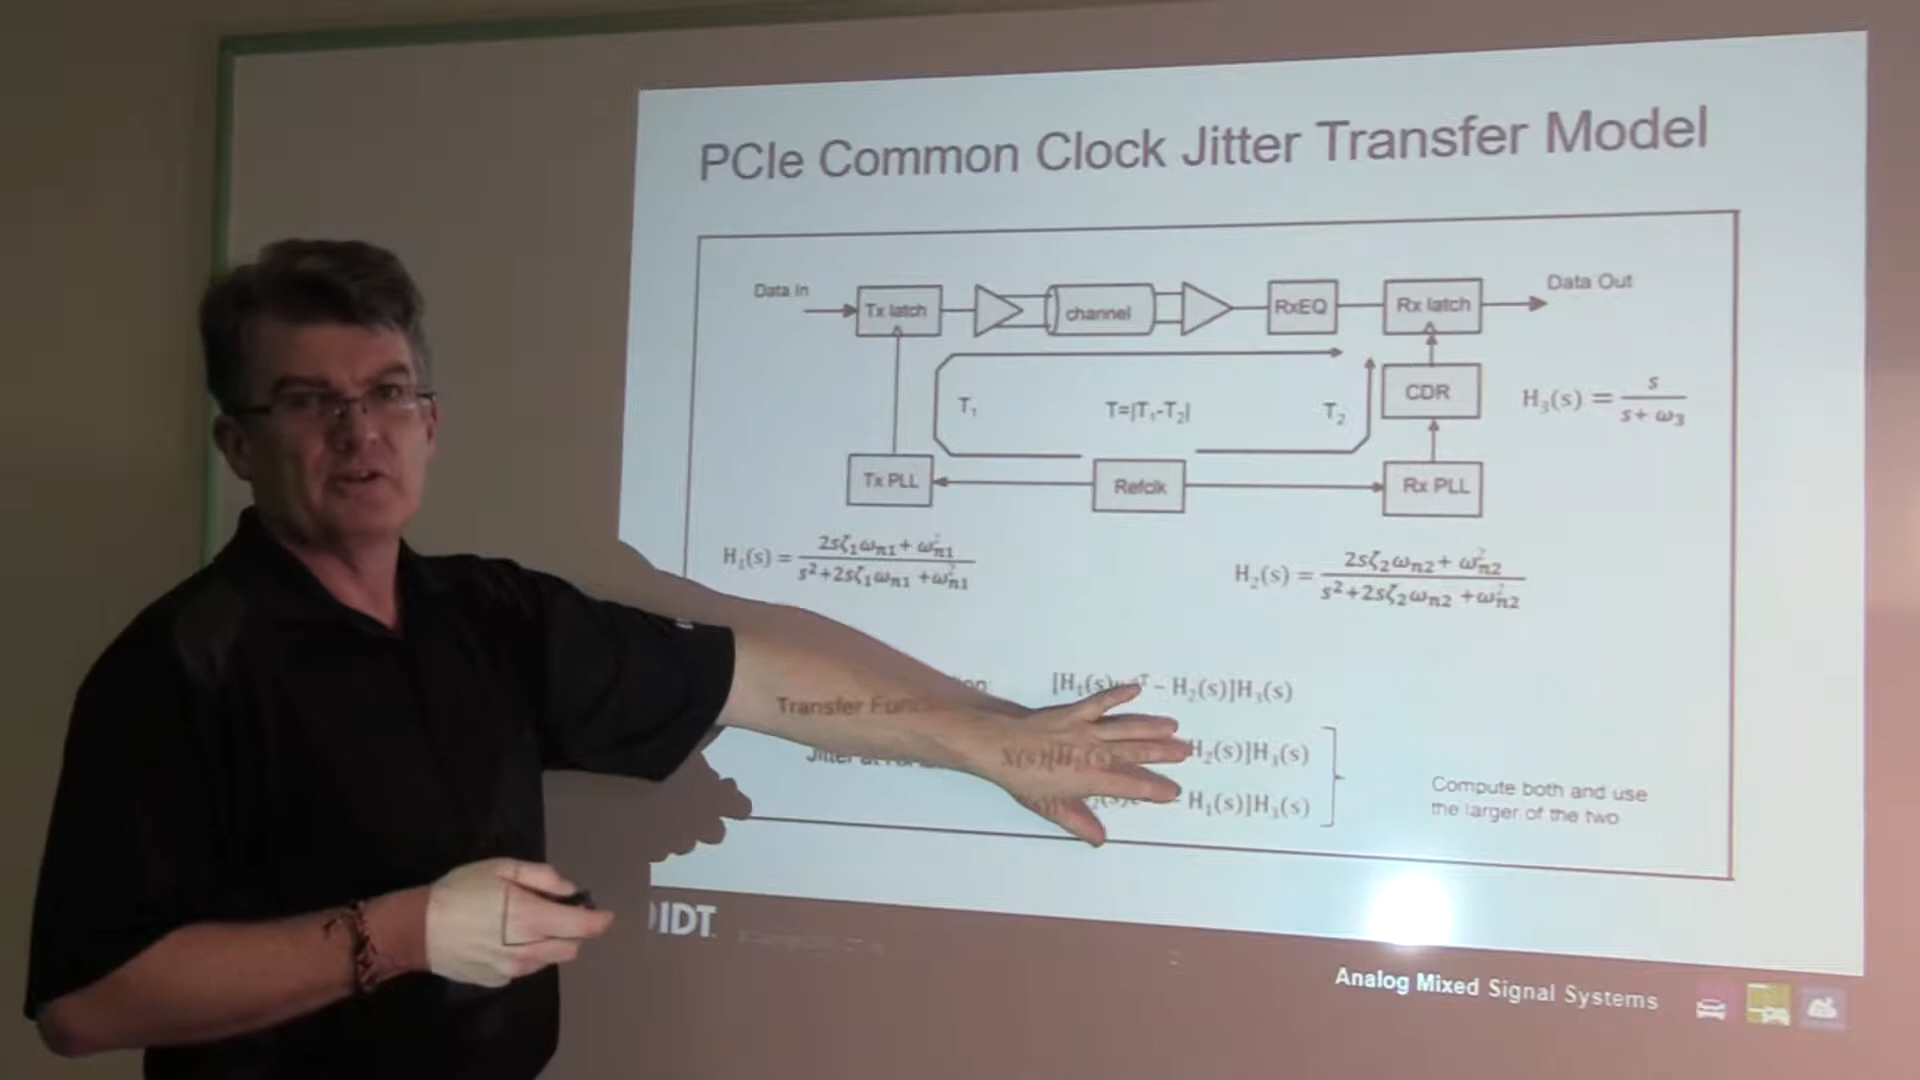 PCIe Common Clock Jitter Transfer Model
Data In
Tx latch
channel
RxEQ
Rx latch
Data Out
T₁
T=|T₁-T₂|
T₂
CDR
H₃(s) = s / s+ ω₃
Tx PLL
Refclk
Rx PLL
H₁(s) = 2sζ₁ωn₁+ ω²n₁ / s²+2sζ₁ωn₁ +ω²n₁
H₂(s) = 2sζ₂ωn₂+ ω²n₂ / s²+2sζ₂ωn₂ +ω²n₂
Transfer
[H₁(s) – H₂(s)]H₃(s)
Jitter at
X(s)[H₁(s) H₂(s)]H₃(s)
H₁(s)]H₃(s)
Compute both and use
the larger of the two
IDT
Analog Mixed Signal Systems